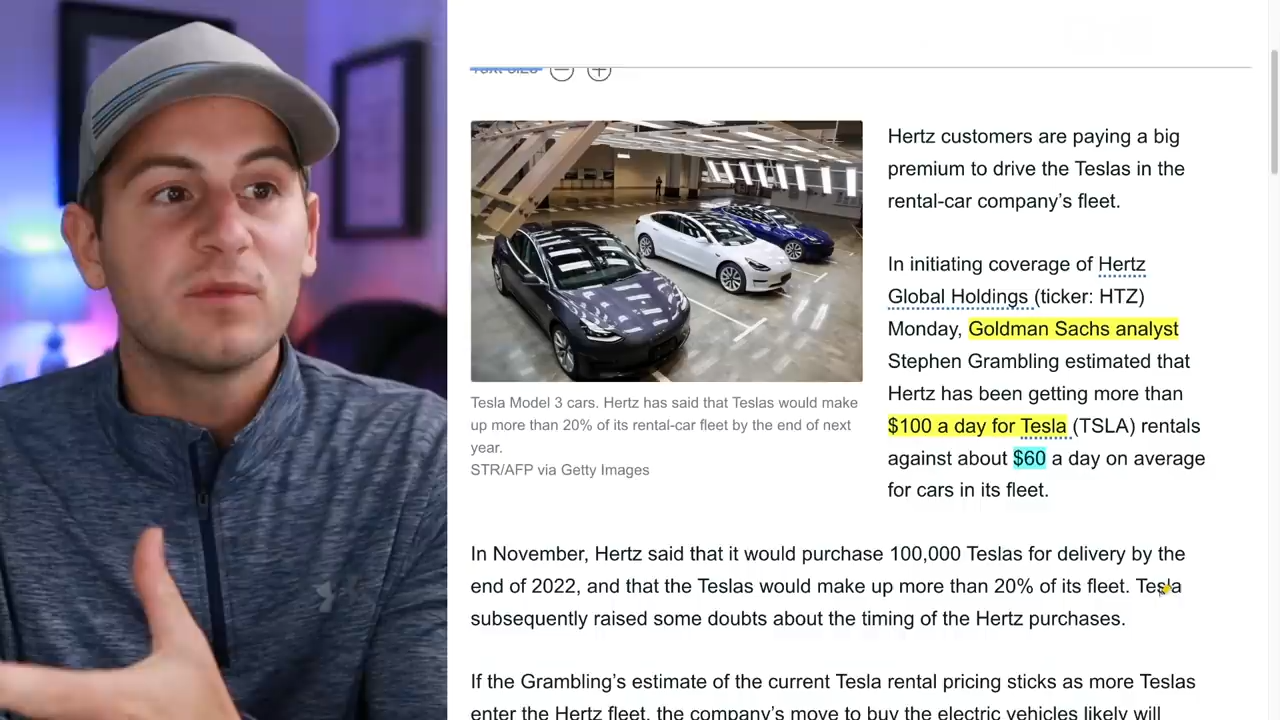 Text Size
Hertz customers are paying a big
premium to drive the Teslas in the
rental-car company’s fleet.
In initiating coverage of Hertz
Global Holdings (ticker: HTZ)
Monday, Goldman Sachs analyst
Stephen Grambling estimated that
Hertz has been getting more than
$100 a day for Tesla (TSLA) rentals
against about $60 a day on average
for cars in its fleet.
Tesla Model 3 cars. Hertz has said that Teslas would make
up more than 20% of its rental-car fleet by the end of next
year.
STR/AFP via Getty Images
In November, Hertz said that it would purchase 100,000 Teslas for delivery by the
end of 2022, and that the Teslas would make up more than 20% of its fleet. Tesla
subsequently raised some doubts about the timing of the Hertz purchases.
If the Grambling’s estimate of the current Tesla rental pricing sticks as more Teslas
enter the Hertz fleet, the company’s move to buy the electric vehicles likely will